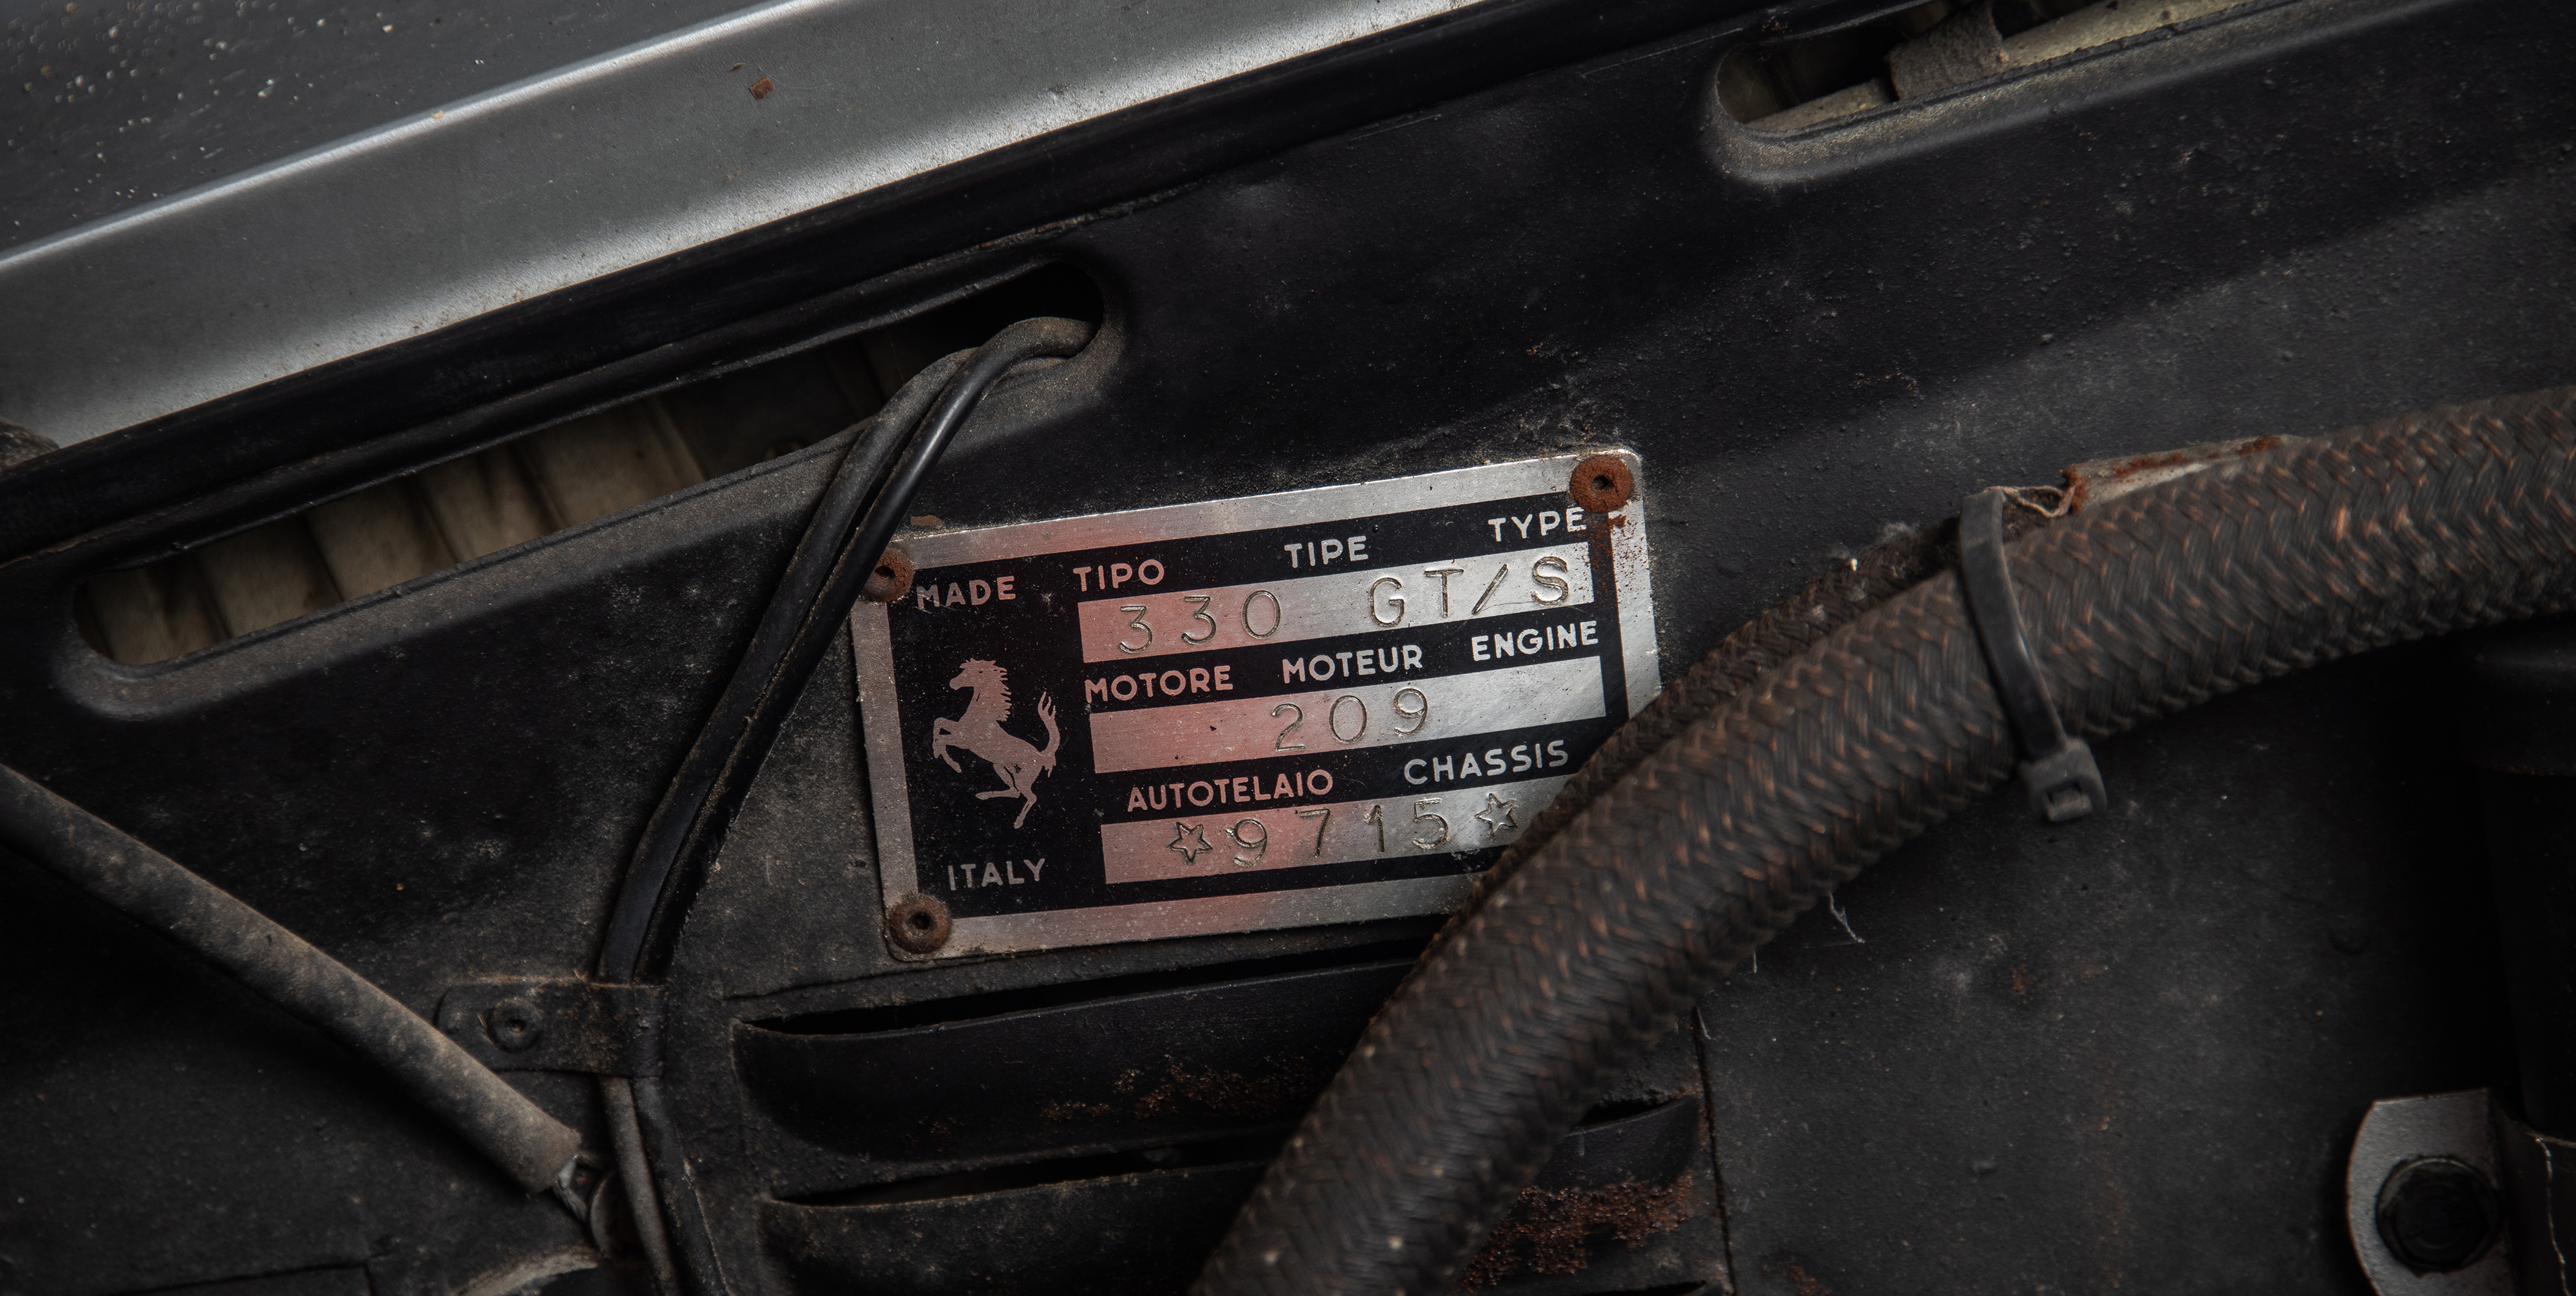 MADE TIPO TIPE TYPE
330 GT/S
MOTORE MOTEUR ENGINE
209
AUTOTELAIO CHASSIS
☆9715☆
ITALY